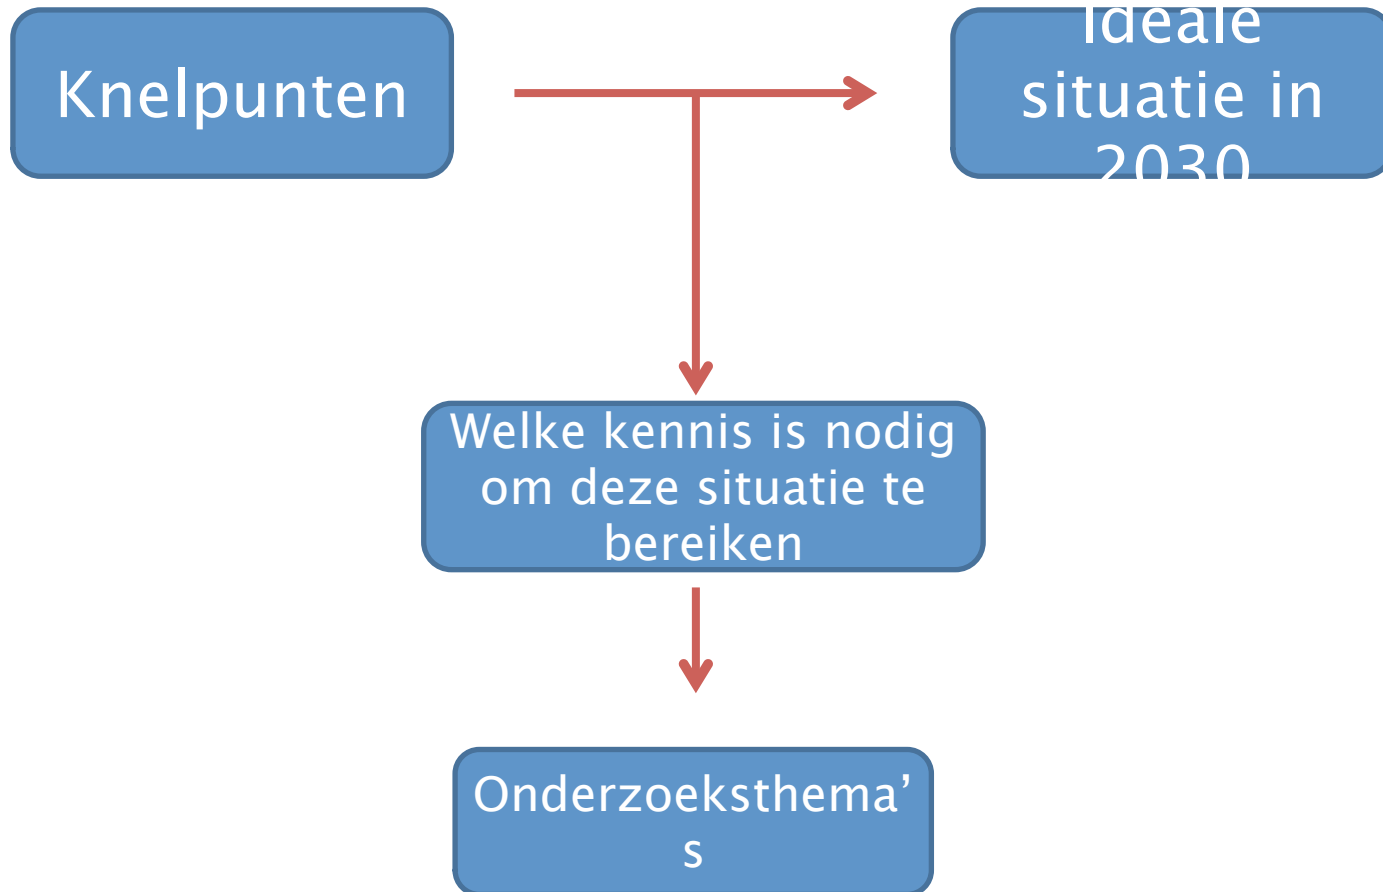 Knelpunten
Ideale
situatie in
2030
Welke kennis is nodig
om deze situatie te
bereiken
Onderzoeksthema’
s